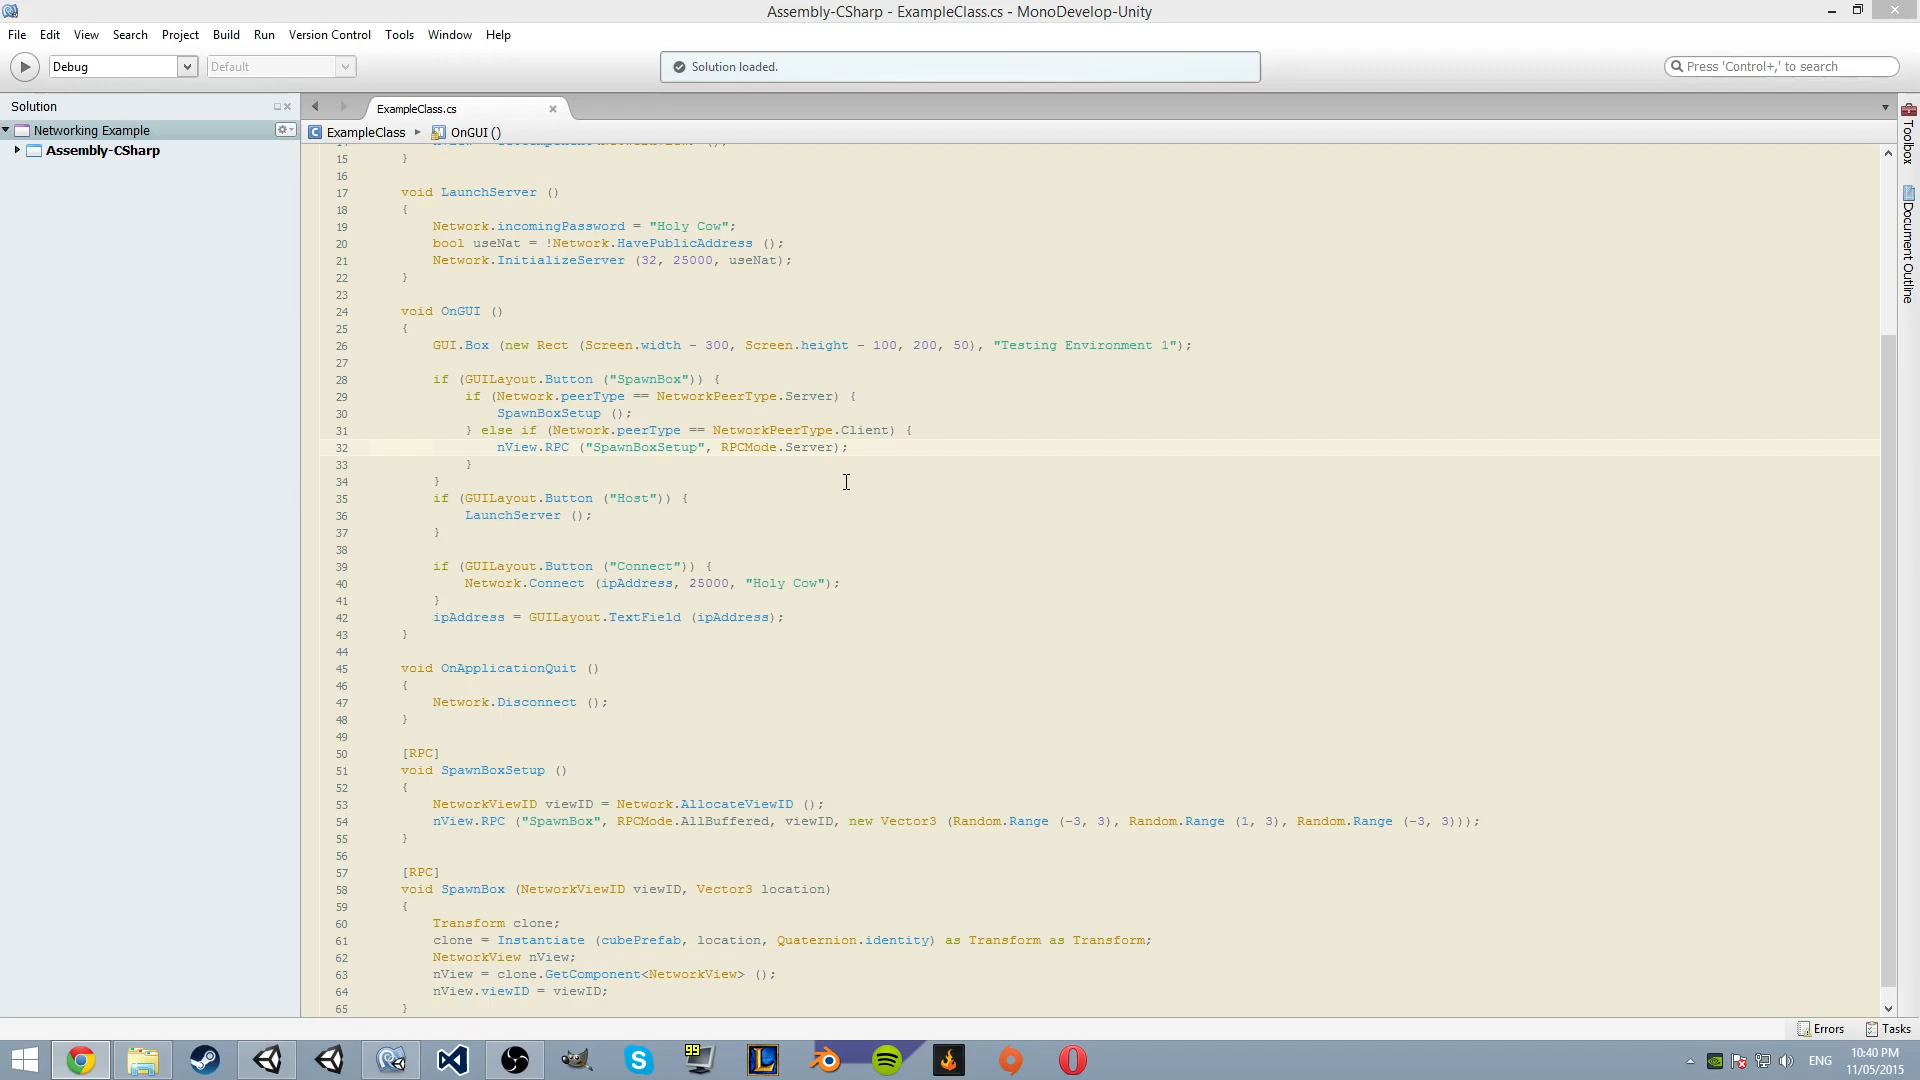 Assembly-CSharp - ExampleClass.cs - MonoDevelop-Unity
File Edit View Search Project Build Run Version Control Tools Window Help
Debug Default Solution loaded. Press 'Control+,' to search
Solution
ExampleClass.cs
Networking Example
ExampleClass OnGUI ()
Assembly-CSharp
Toolbox
Document Outline
15 }
16
17 void LaunchServer ()
18 {
19 Network.incomingPassword = "Holy Cow";
20 bool useNat = !Network.HavePublicAddress ();
21 Network.InitializeServer (32, 25000, useNat);
22 }
23
24 void OnGUI ()
25 {
26 GUI.Box (new Rect (Screen.width - 300, Screen.height - 100, 200, 50), "Testing Environment 1");
27
28 if (GUILayout.Button ("SpawnBox")) {
29 if (Network.peerType == NetworkPeerType.Server) {
30 SpawnBoxSetup ();
31 } else if (Network.peerType == NetworkPeerType.Client) {
32 nView.RPC ("SpawnBoxSetup", RPCMode.Server);
33 }
34 }
35 if (GUILayout.Button ("Host")) {
36 LaunchServer ();
37 }
38
39 if (GUILayout.Button ("Connect")) {
40 Network.Connect (ipAddress, 25000, "Holy Cow");
41 }
42 ipAddress = GUILayout.TextField (ipAddress);
43 }
44
45 void OnApplicationQuit ()
46 {
47 Network.Disconnect ();
48 }
49
50 [RPC]
51 void SpawnBoxSetup ()
52 {
53 NetworkViewID viewID = Network.AllocateViewID ();
54 nView.RPC ("SpawnBox", RPCMode.AllBuffered, viewID, new Vector3 (Random.Range (-3, 3), Random.Range (1, 3), Random.Range (-3, 3)));
55 }
56
57 [RPC]
58 void SpawnBox (NetworkViewID viewID, Vector3 location)
59 {
60 Transform clone;
61 clone = Instantiate (cubePrefab, location, Quaternion.identity) as Transform as Transform;
62 NetworkView nView;
63 nView = clone.GetComponent<NetworkView> ();
64 nView.viewID = viewID;
65 }
Errors Tasks
99
ENG
10:40 PM
11/05/2015